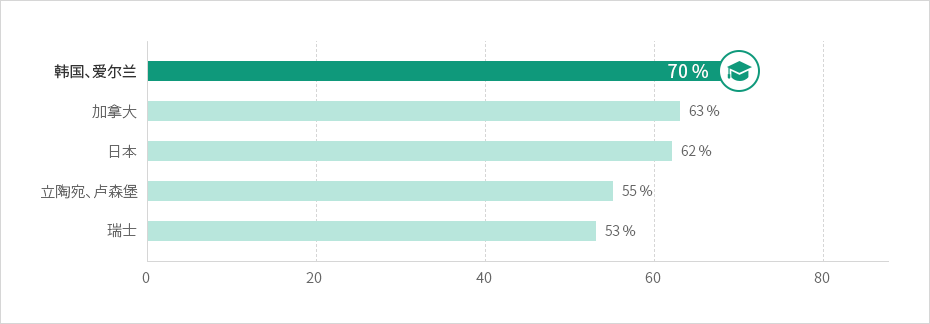 韩国、爱尔兰 70 %
加拿大 63 %
日本 62 %
立陶宛、卢森堡 55 %
瑞士 53 %
0 20 40 60 80